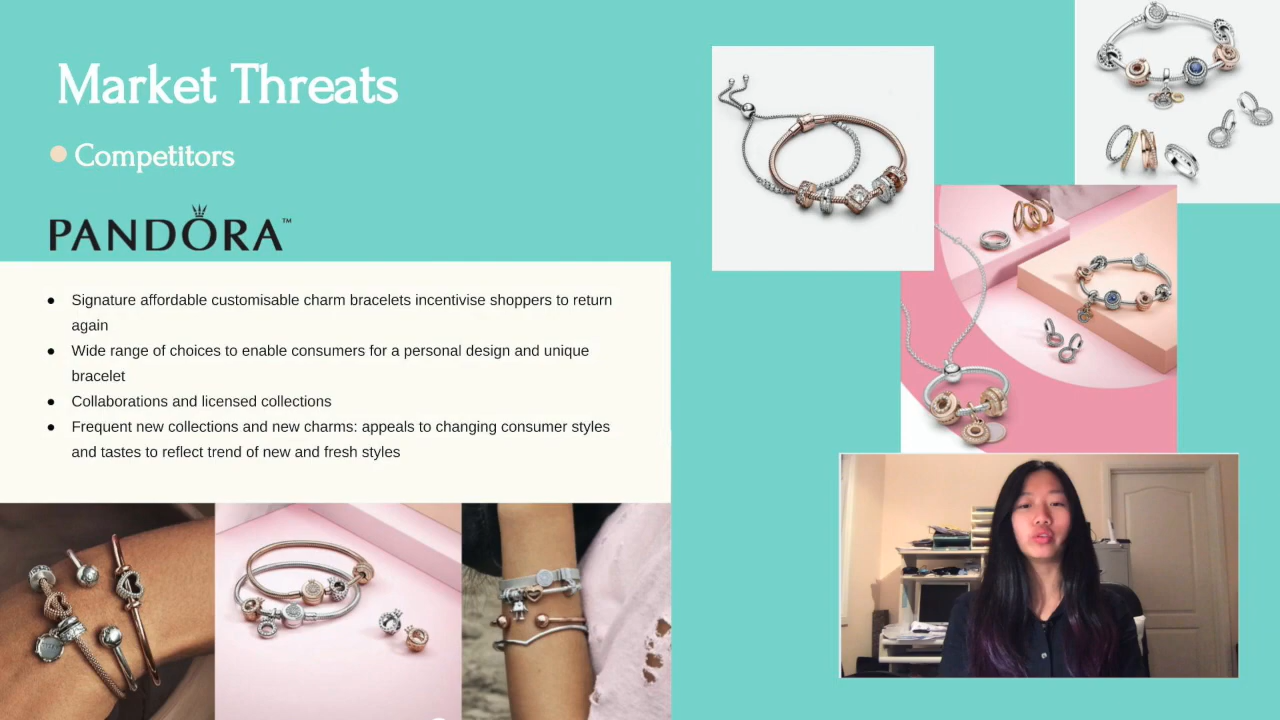 Market Threats
Competitors
PANDORA™
● Signature affordable customisable charm bracelets incentivise shoppers to return
again
● Wide range of choices to enable consumers for a personal design and unique
bracelet
● Collaborations and licensed collections
● Frequent new collections and new charms: appeals to changing consumer styles
and tastes to reflect trend of new and fresh styles